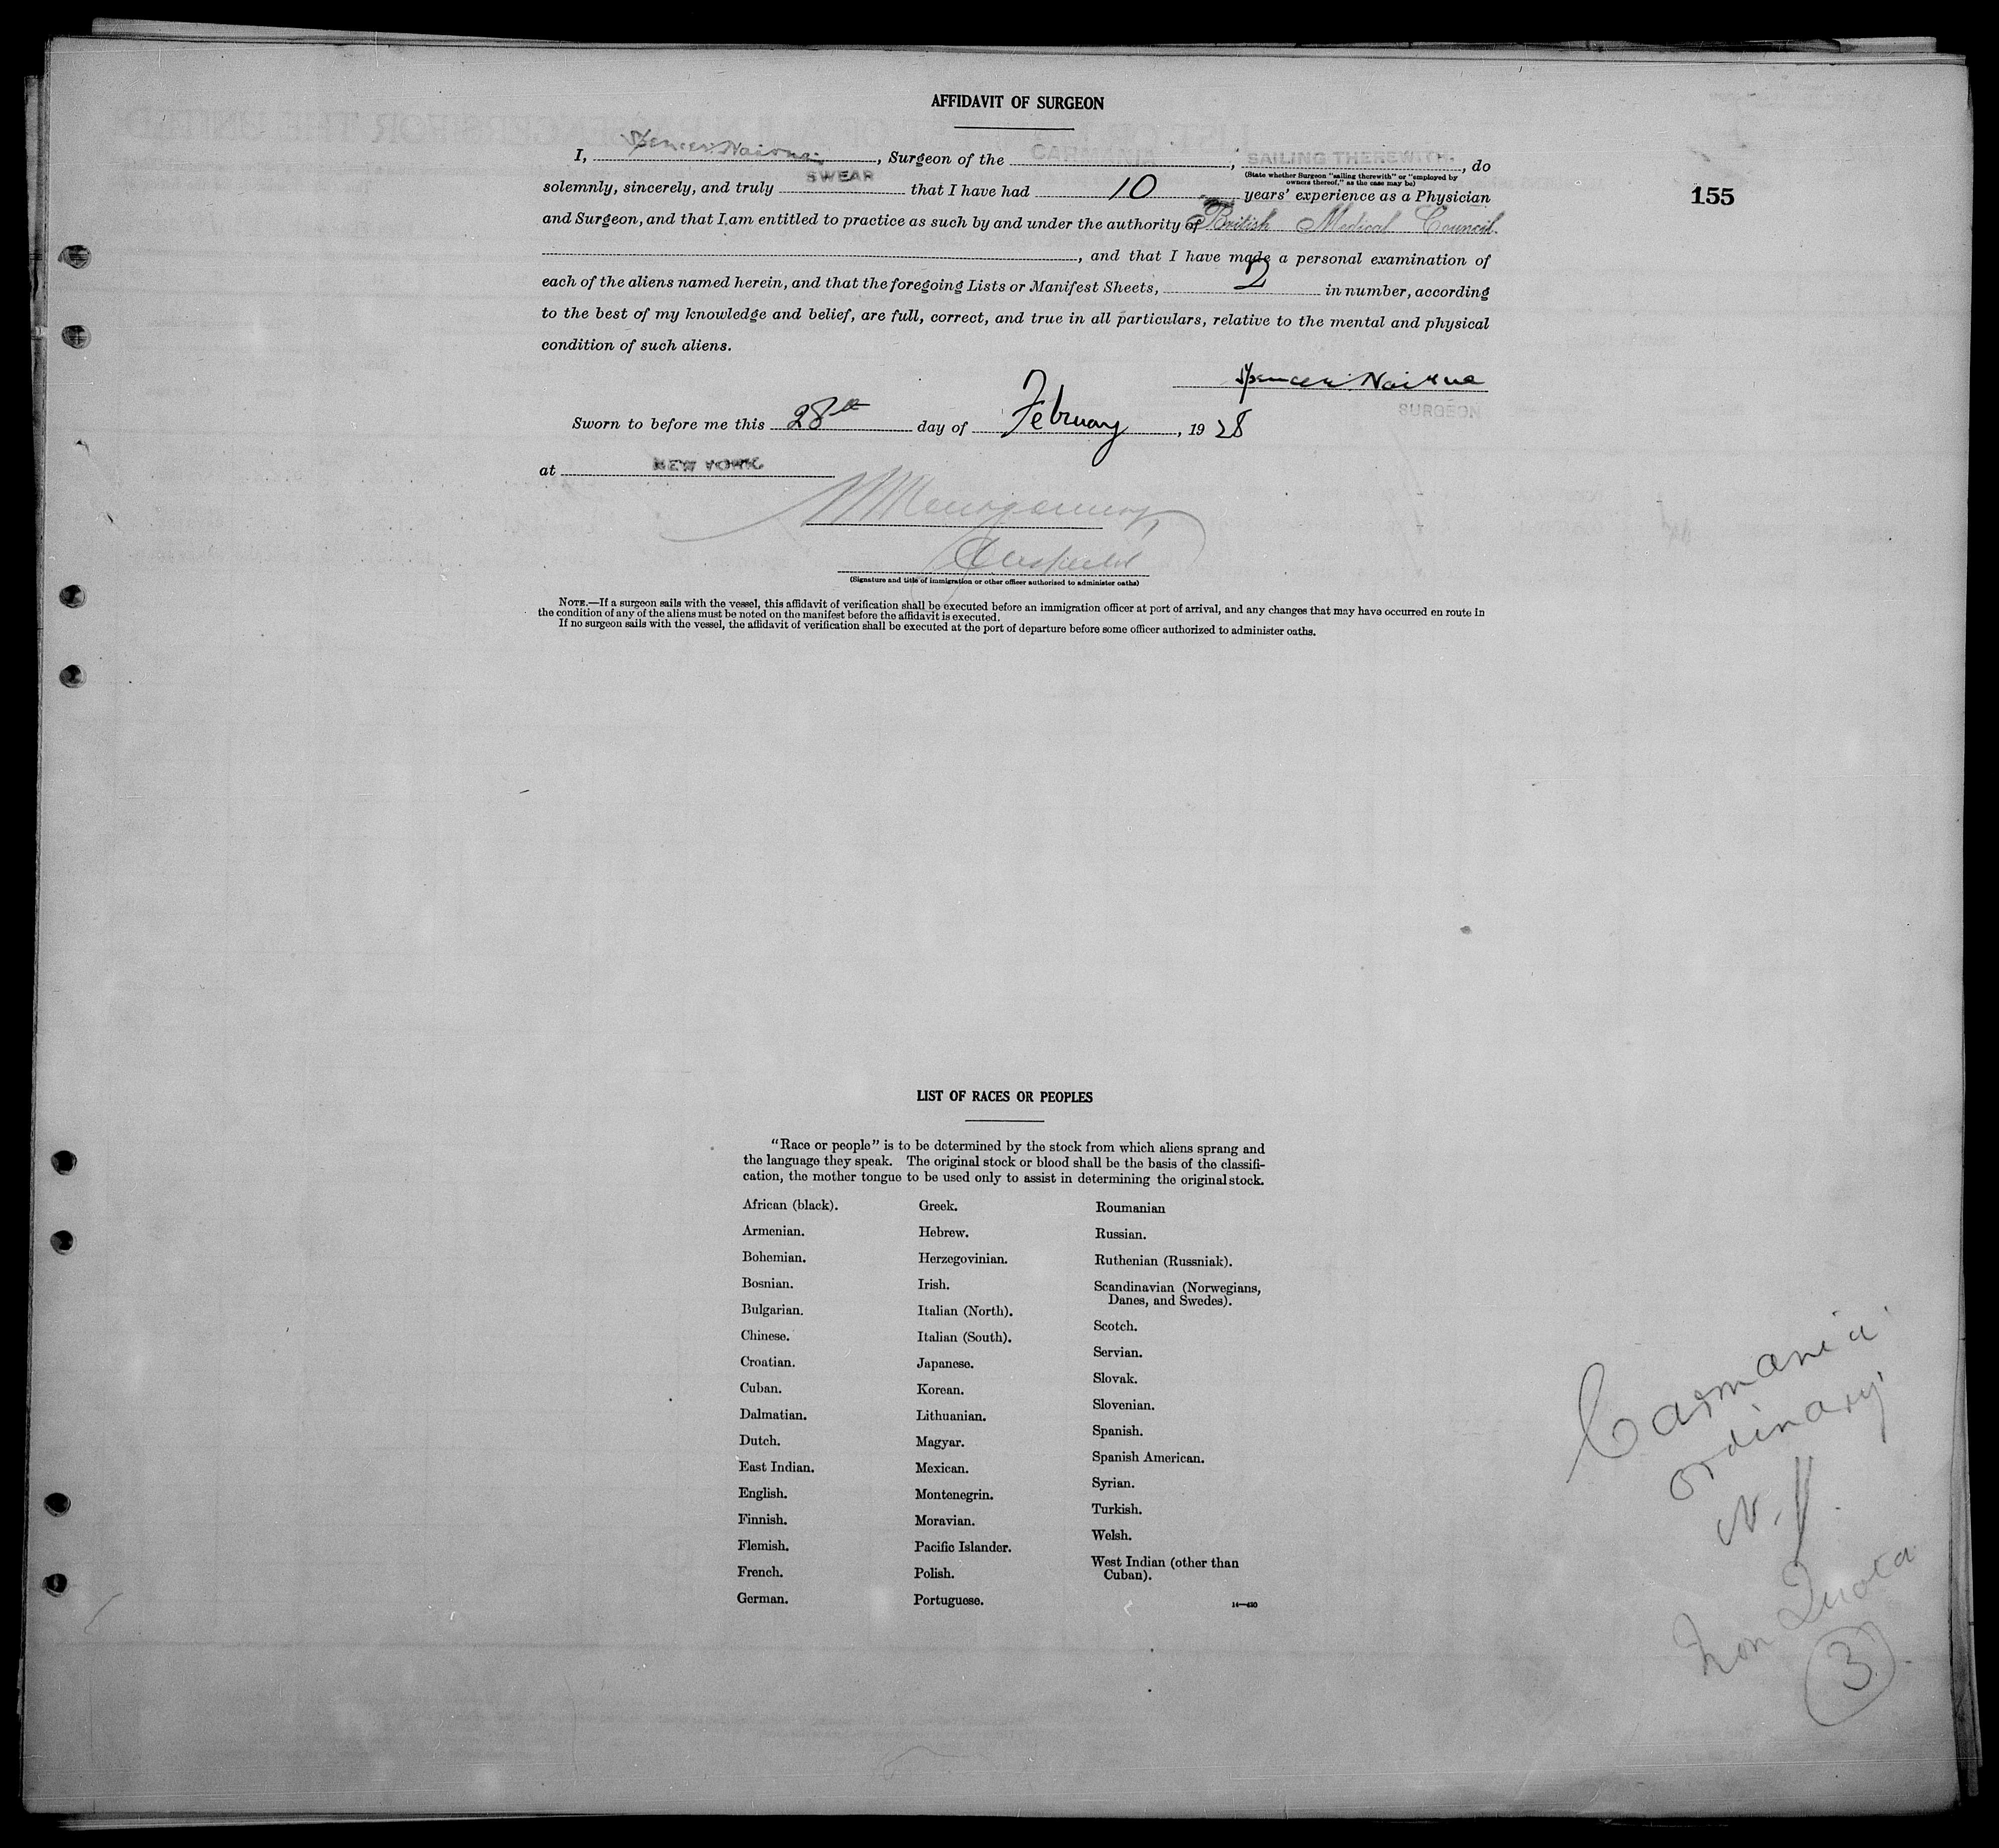 AFFIDAVIT OF SURGEON
I, Spencer Nairne, Surgeon of the CARMANIA, SAILING THEREWITH, do
(State whether Surgeon "sailing therewith" or "employed by
owners thereof," as the case may be)
155
solemnly, sincerely, and truly SWEAR that I have had 10 years' experience as a Physician
and Surgeon, and that I am entitled to practice as such by and under the authority of British Medical Council
, and that I have made a personal examination of
each of the aliens named herein, and that the foregoing Lists or Manifest Sheets, 2 in number, according
to the best of my knowledge and belief, are full, correct, and true in all particulars, relative to the mental and physical
condition of such aliens.
Spencer Nairne
SURGEON
Sworn to before me this 28th day of February, 1928
at NEW YORK
(Signature and title of immigration or other officer authorized to administer oaths)
NOTE.—If a surgeon sails with the vessel, this affidavit of verification shall be executed before an immigration officer at port of arrival, and any changes that may have occurred en route in
the condition of any of the aliens must be noted on the manifest before the affidavit is executed.
If no surgeon sails with the vessel, the affidavit of verification shall be executed at the port of departure before some officer authorized to administer oaths.
LIST OF RACES OR PEOPLES
"Race or people" is to be determined by the stock from which aliens sprang and
the language they speak. The original stock or blood shall be the basis of the classifi-
cation, the mother tongue to be used only to assist in determining the original stock.
African (black).
Armenian.
Bohemian.
Bosnian.
Bulgarian.
Chinese.
Croatian.
Cuban.
Dalmatian.
Dutch.
East Indian.
English.
Finnish.
Flemish.
French.
German.
Greek.
Hebrew.
Herzegovinian.
Irish.
Italian (North).
Italian (South).
Japanese.
Korean.
Lithuanian.
Magyar.
Mexican.
Montenegrin.
Moravian.
Pacific Islander.
Polish.
Portuguese.
Roumanian
Russian.
Ruthenian (Russniak).
Scandinavian (Norwegians,
Danes, and Swedes).
Scotch.
Servian.
Slovak.
Slovenian.
Spanish.
Spanish American.
Syrian.
Turkish.
Welsh.
West Indian (other than
Cuban).
14—430
Carmania
ordinary
N.Y.
Non Quota
3